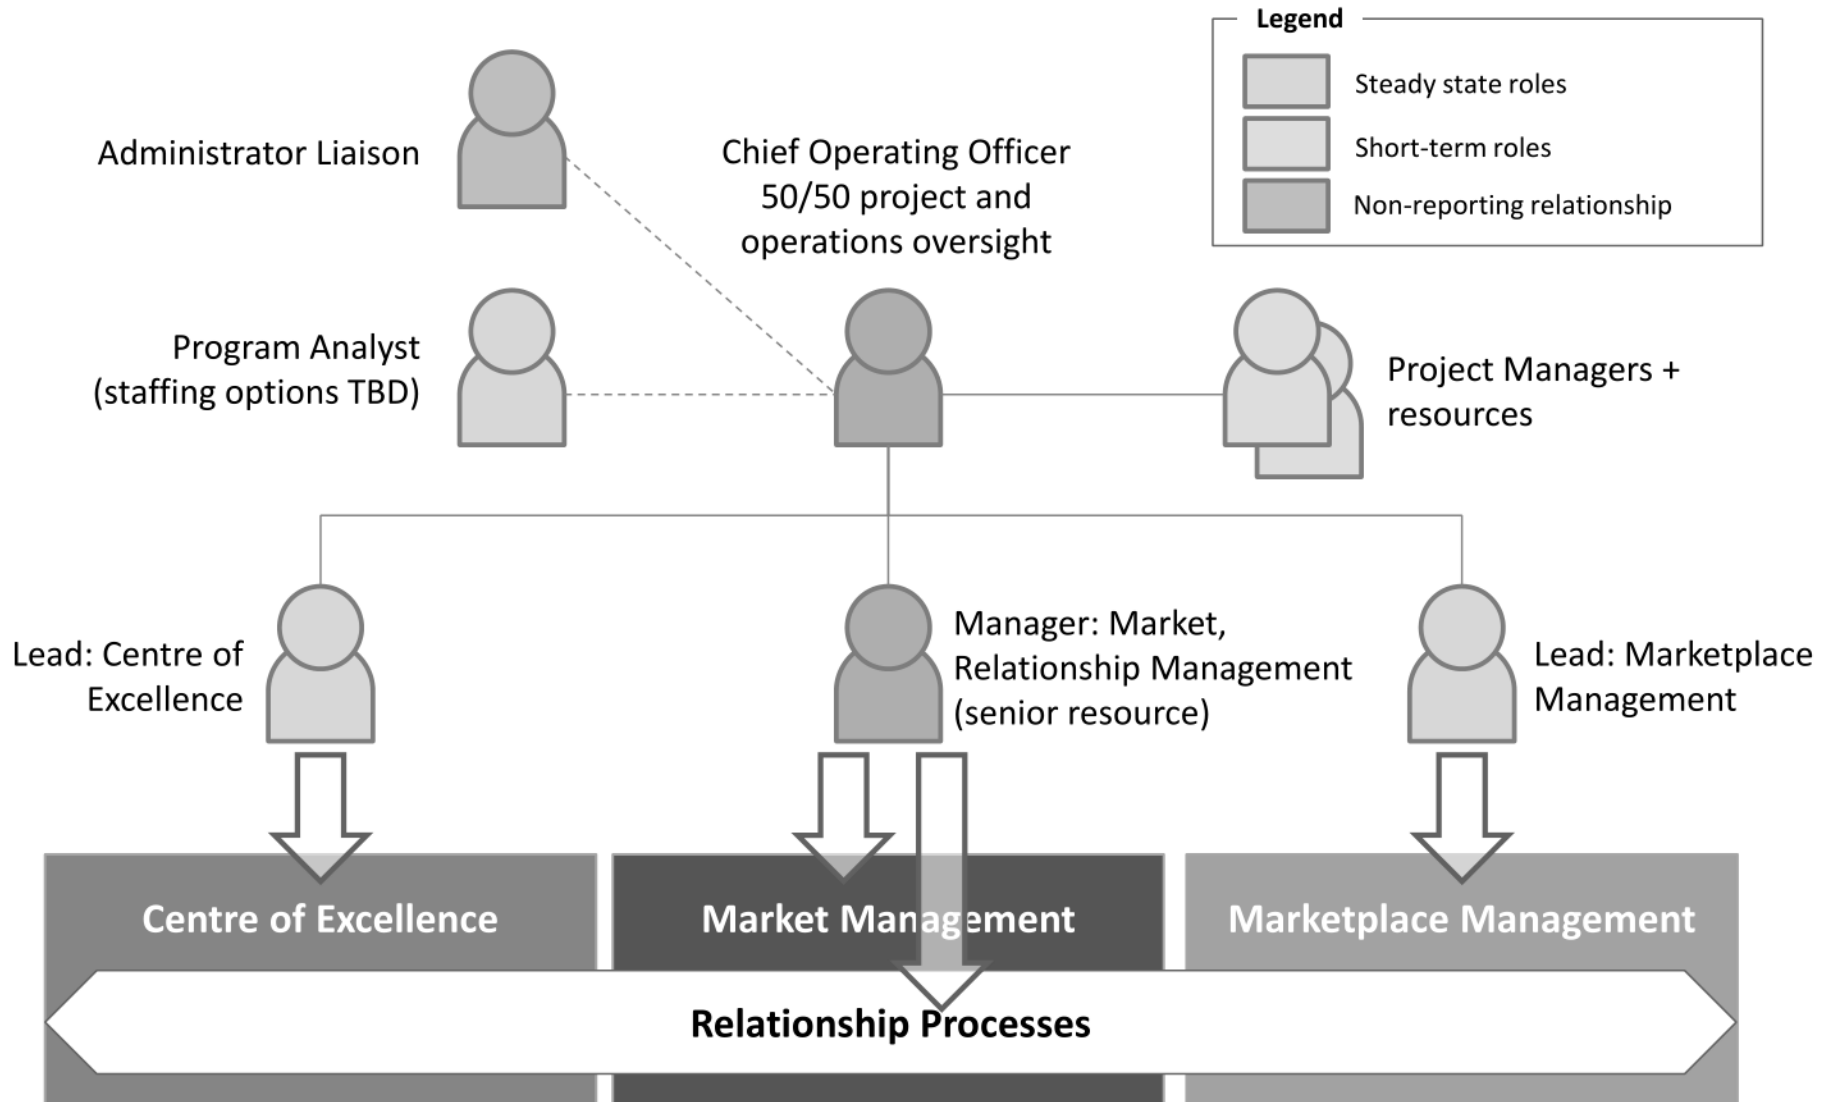 Legend
Steady state roles
Short-term roles
Non-reporting relationship
Administrator Liaison
Chief Operating Officer
50/50 project and
operations oversight
Program Analyst
(staffing options TBD)
Project Managers +
resources
Lead: Centre of
Excellence
Manager: Market,
Relationship Management
(senior resource)
Lead: Marketplace
Management
Centre of Excellence
Market Management
Marketplace Management
Relationship Processes